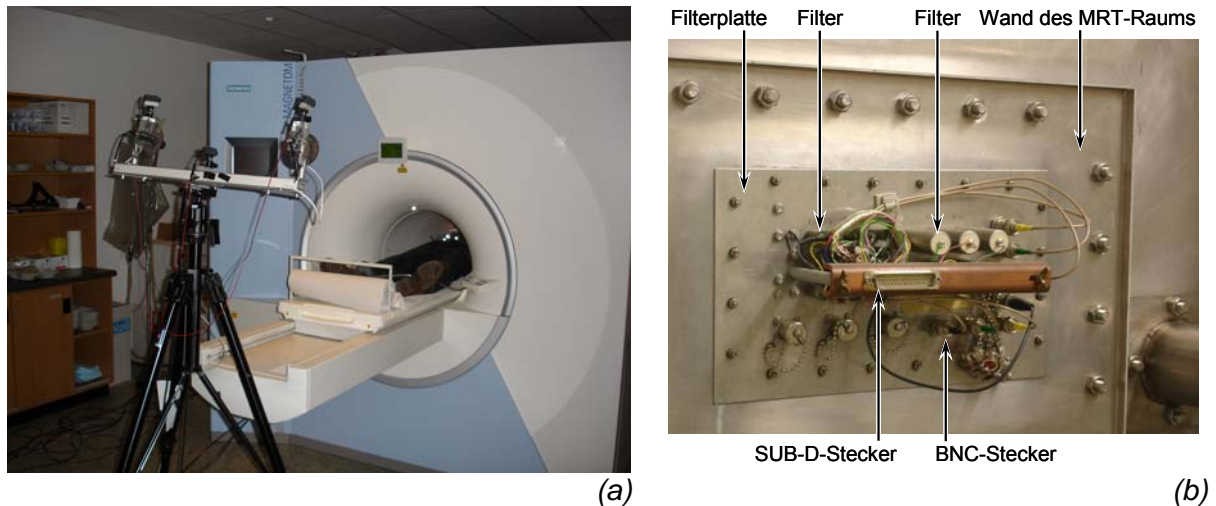 Filterplatte Filter Filter Wand des MRT-Raums
SIEMENS
MAGNETOM
SUB-D-Stecker BNC-Stecker
(a)
(b)